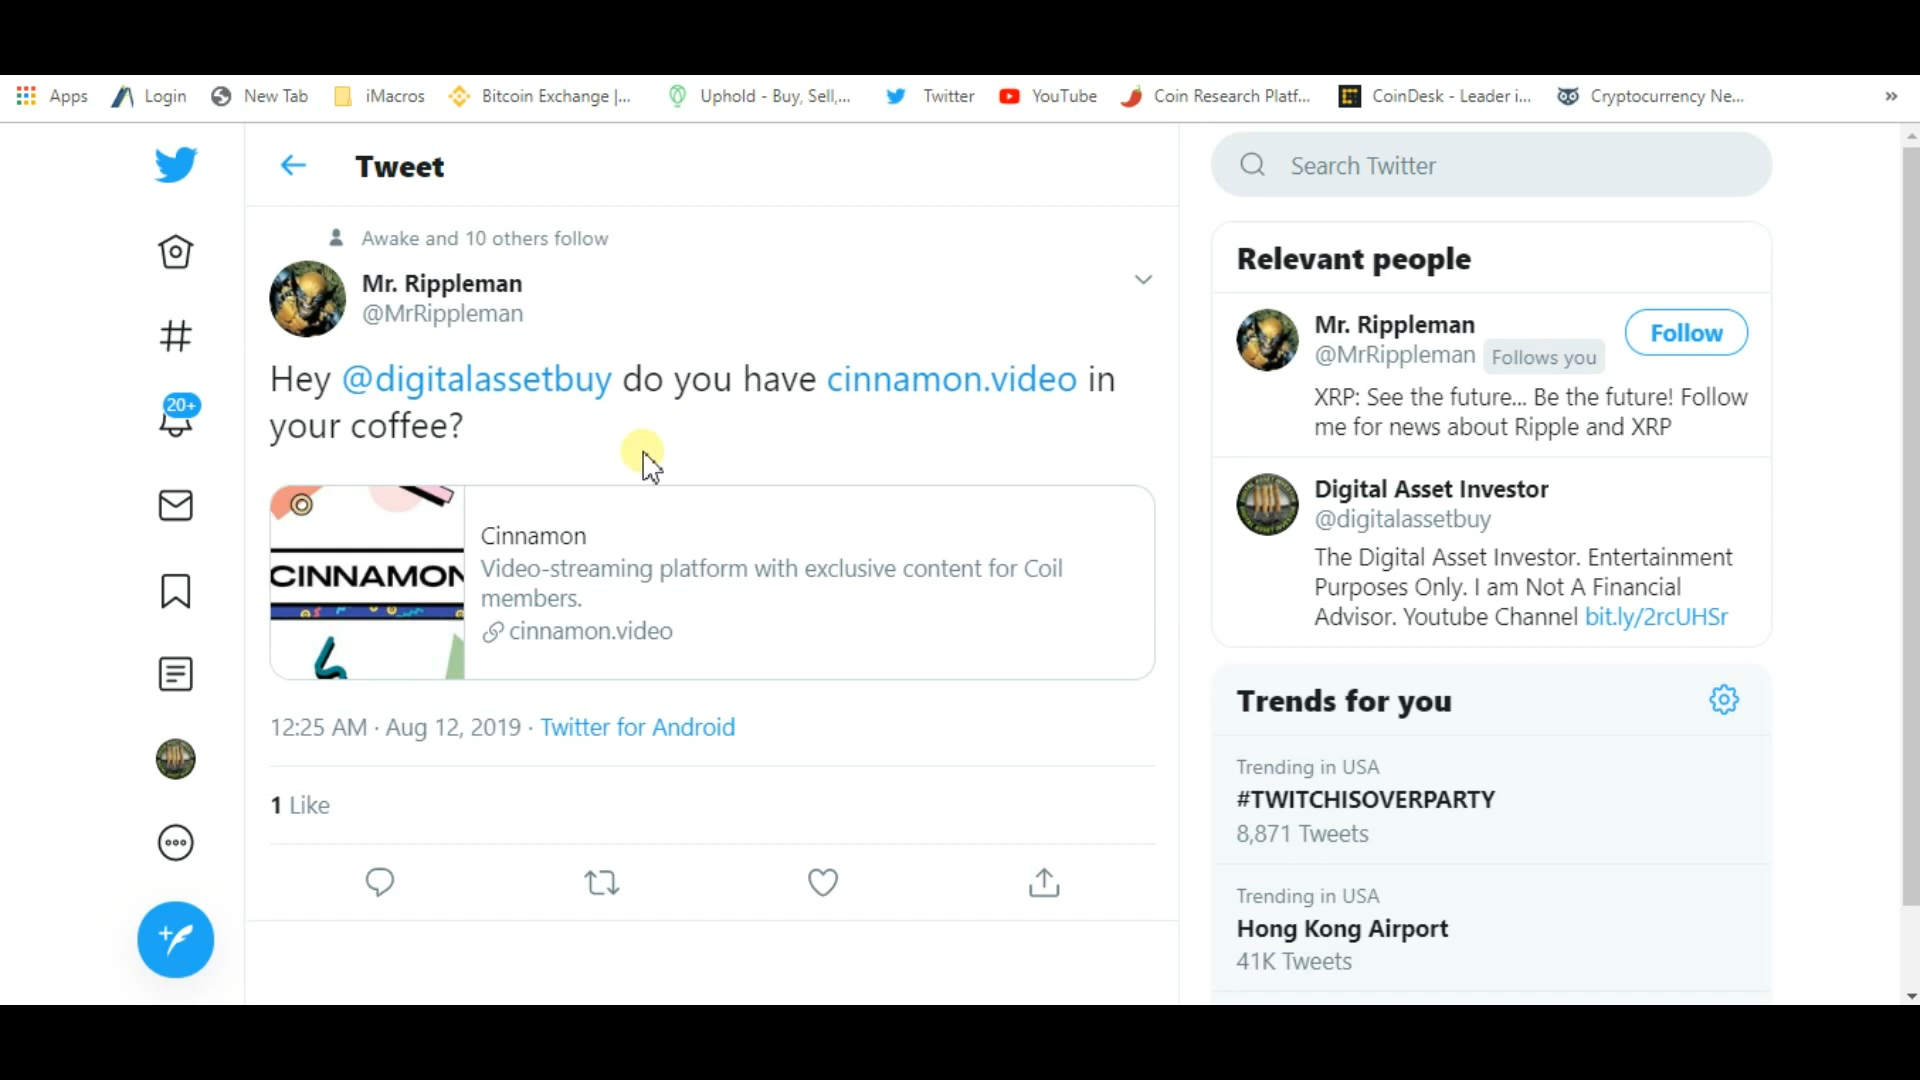 Apps Login New Tab iMacros Bitcoin Exchange |... Uphold - Buy, Sell,... Twitter YouTube Coin Research Platf... CoinDesk - Leader i... Cryptocurrency Ne... »
Tweet
Awake and 10 others follow
Mr. Rippleman
@MrRippleman
Hey @digitalassetbuy do you have cinnamon.video in
your coffee?
CINNAMON
Cinnamon
Video-streaming platform with exclusive content for Coil
members.
cinnamon.video
12:25 AM · Aug 12, 2019 · Twitter for Android
1 Like
20+
Search Twitter
Relevant people
Mr. Rippleman
@MrRippleman Follows you
Follow
XRP: See the future... Be the future! Follow
me for news about Ripple and XRP
Digital Asset Investor
@digitalassetbuy
The Digital Asset Investor. Entertainment
Purposes Only. I am Not A Financial
Advisor. Youtube Channel bit.ly/2rcUHSr
Trends for you
Trending in USA
#TWITCHISOVERPARTY
8,871 Tweets
Trending in USA
Hong Kong Airport
41K Tweets